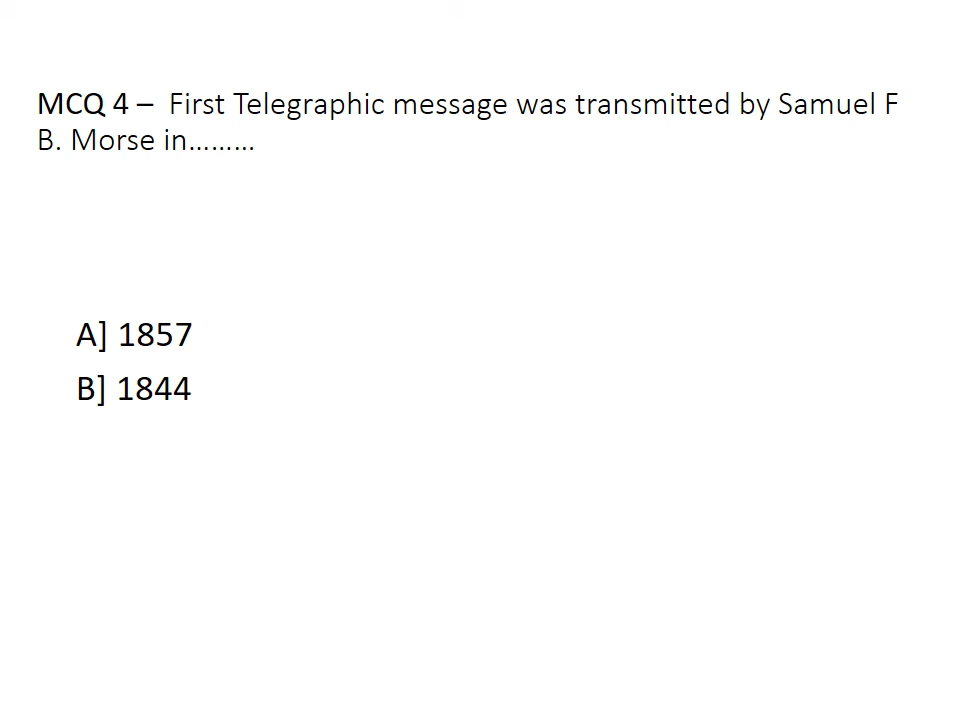 MCQ 4 – First Telegraphic message was transmitted by Samuel F
B. Morse in………
A] 1857
B] 1844